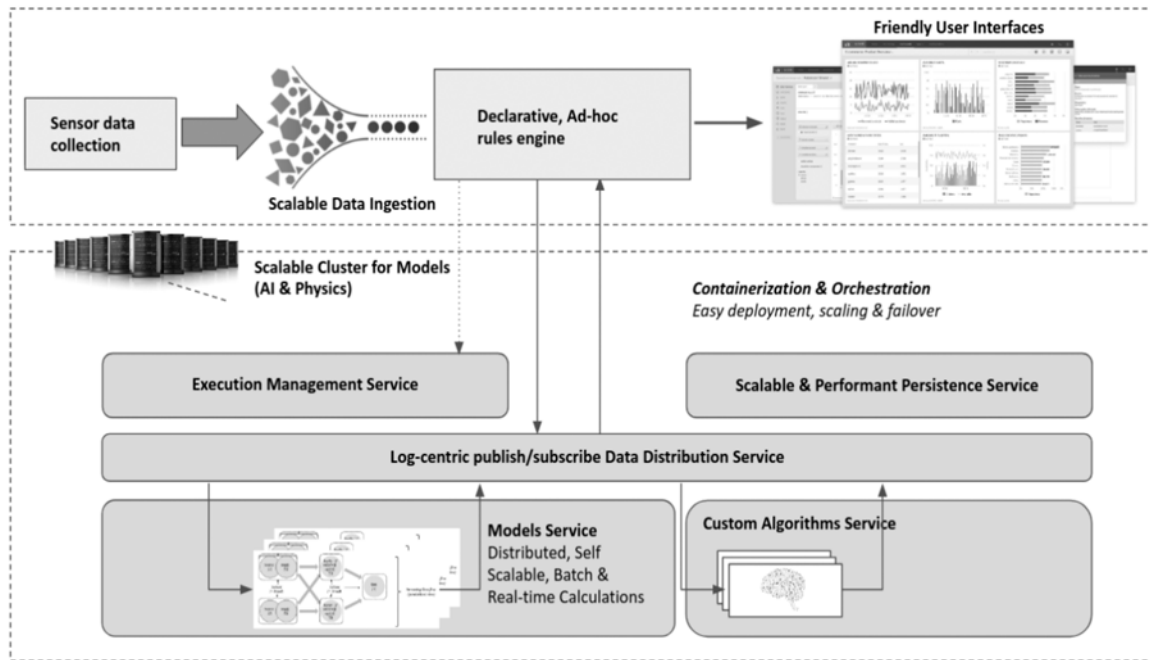 Friendly User Interfaces
Sensor data
collection
Declarative, Ad-hoc
rules engine
Scalable Data Ingestion
Scalable Cluster for Models
(AI & Physics)
Containerization & Orchestration
Easy deployment, scaling & failover
Execution Management Service
Scalable & Performant Persistence Service
Log-centric publish/subscribe Data Distribution Service
Models Service
Distributed, Self
Scalable, Batch &
Real-time Calculations
Custom Algorithms Service